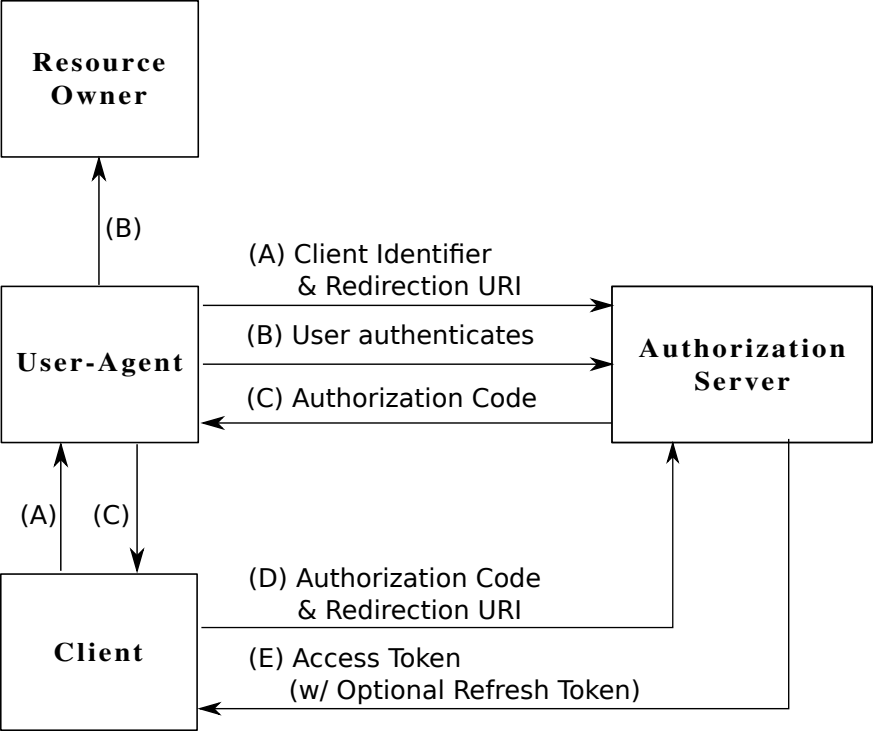 Resource
Owner
(B)
(A) Client Identifier
& Redirection URI
(B) User authenticates
User-Agent
Authorization
Server
(C) Authorization Code
(A)
(C)
(D) Authorization Code
& Redirection URI
Client
(E) Access Token
(w/ Optional Refresh Token)